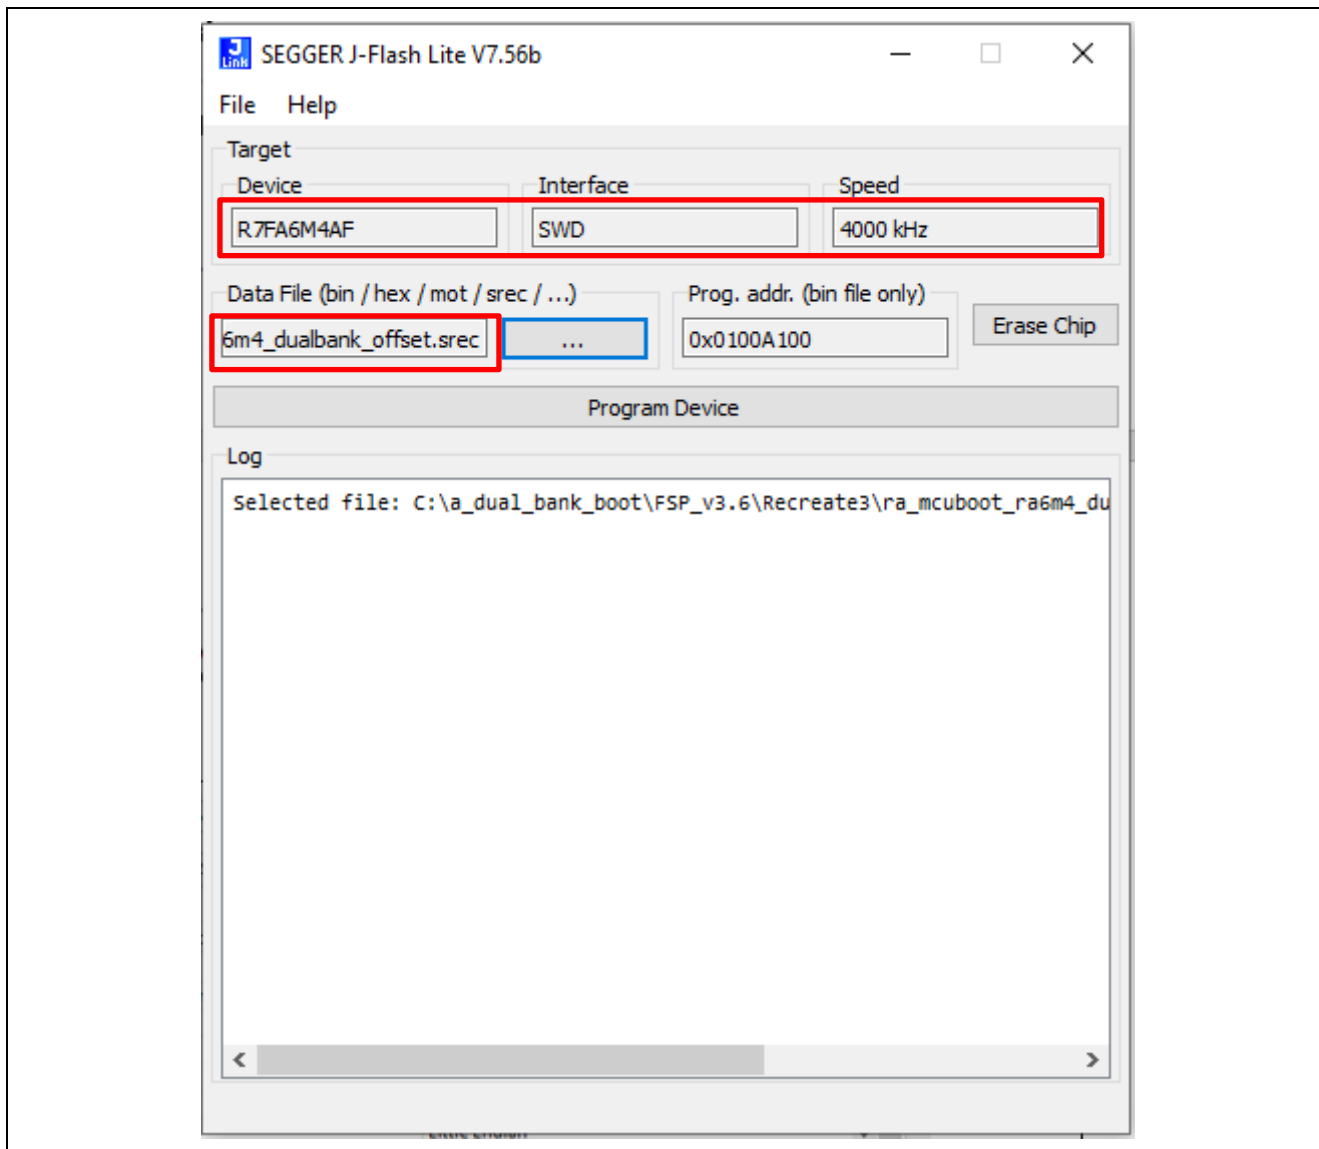 J Link SEGGER J-Flash Lite V7.56b
File Help
Target
Device Interface Speed
R7FA6M4AF SWD 4000 kHz
Data File (bin / hex / mot / srec / ...) Prog. addr. (bin file only)
6m4_dualbank_offset.srec ... 0x0100A100 Erase Chip
Program Device
Log
Selected file: C:\a_dual_bank_boot\FSP_v3.6\Recreate3\ra_mcuboot_ra6m4_du